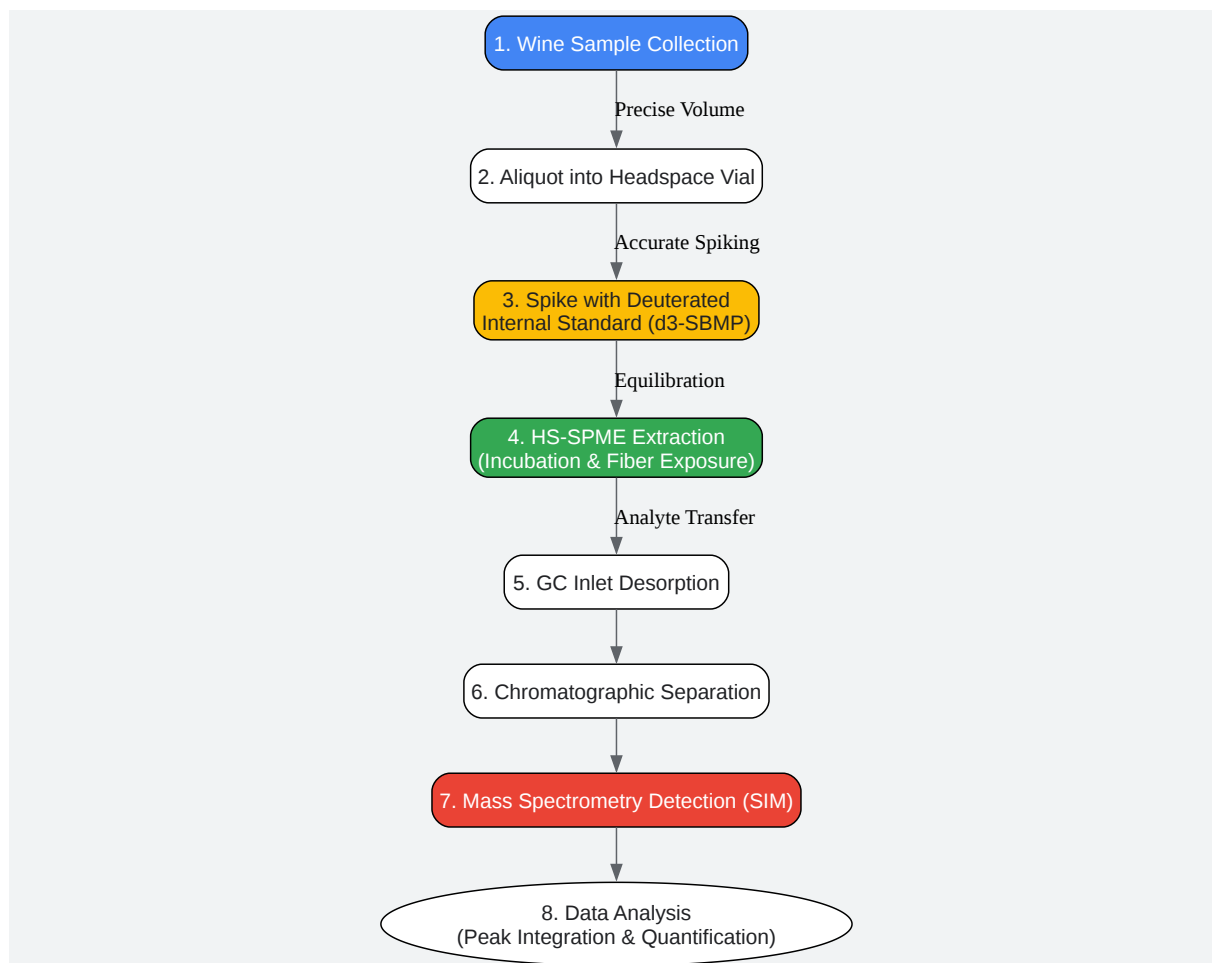 1. Wine Sample Collection
Precise Volume
2. Aliquot into Headspace Vial
Accurate Spiking
3. Spike with Deuterated
Internal Standard (d3-SBMP)
Equilibration
4. HS-SPME Extraction
(Incubation & Fiber Exposure)
Analyte Transfer
5. GC Inlet Desorption
6. Chromatographic Separation
7. Mass Spectrometry Detection (SIM)
8. Data Analysis
(Peak Integration & Quantification)